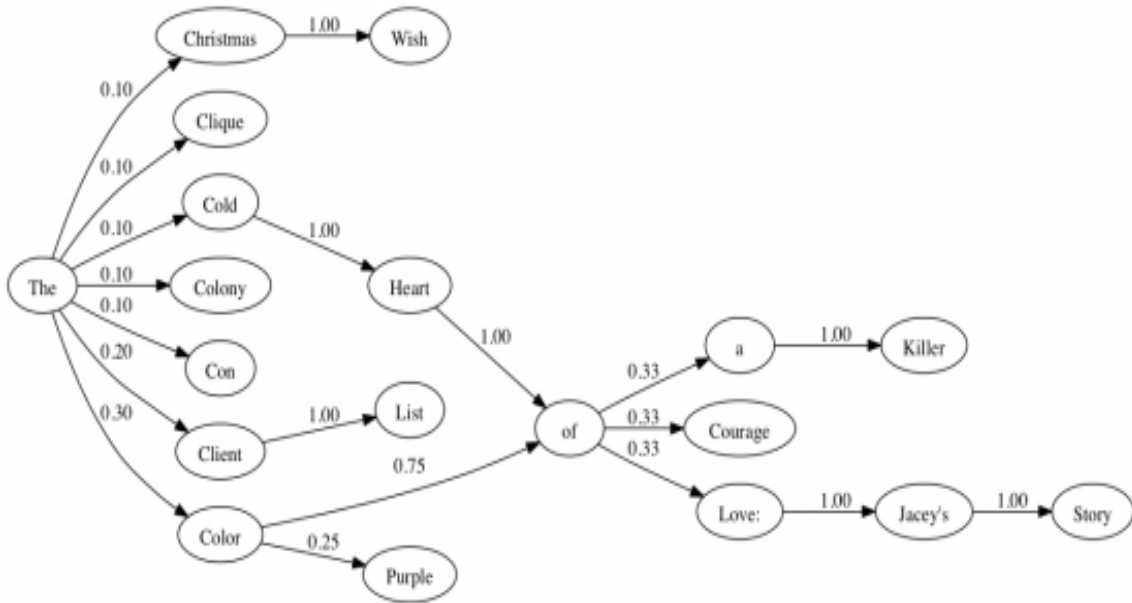 Christmas
1.00
Wish
0.10
Clique
0.10
Cold
0.10
1.00
The
0.10
Colony
Heart
0.10
Con
1.00
a
1.00
Killer
0.20
0.33
0.30
Client
1.00
List
of
0.33
Courage
0.75
0.33
Color
Love:
1.00
Jacey's
1.00
Story
0.25
Purple